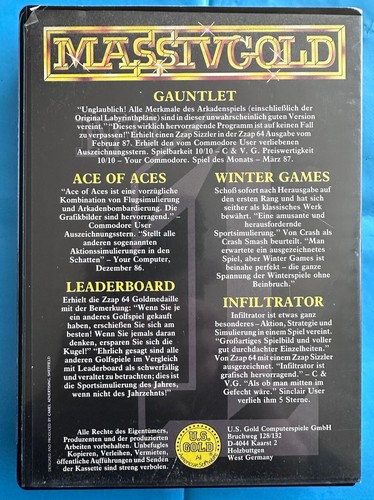 MASSIVGOLD
GAUNTLET
"Unglaublich! Alle Merkmale des Arkadenspiels (einschließlich der
Original Labyrinthpläne) sind in dieser unwahrscheinlich guten Version
vereint." "Dieses wirklich hervorragende Programm ist auf keinen Fall
zu verpassen!" Erhielt einen Zzap Sizzler in der Zzap 64 Ausgabe vom
Februar 87. Erhielt den vom Commodore User verliebenen
Auszeichnungsstern. Spielbarkeit 10/10 – C & V. G. Preiswertigkeit
10/10 – Your Commodore. Spiel des Monats – März 87.
ACE OF ACES
"Ace of Aces ist eine vorzügliche
Kombination von Flugsimulierung
und Arkadenbombardierung. Die
Grafikbilder sind hervorragend." –
Commodore User
Auszeichnungsstern. "Stellt alle
anderen sogenannten
Aktionssimulierungen in den
Schatten" – Your Computer,
Dezember 86.
WINTER GAMES
Schoß sofort nach Herausgabe auf
den ersten Rang und hat sich
seither als klassisches Werk
bewährt. "Eine amusante und
herausfordernde
Sportsimulierung." Von Crash als
Crash Smash beurteilt. "Man
erwartete ein ausgezeichnetes
Spiel, aber Winter Games ist
beinahe perfekt – die ganze
Spannung der Winterspiele ohne
Beinbruch."
LEADERBOARD
Erhielt die Zzap 64 Goldmedaille
mit der Bemerkung: "Wenn Sie je
ein anderes Golfspiel gekauft
haben, erschießen Sie sich am
besten! Wenn Sie jemals daran
denken, ersparen Sie sich die
Kugel!" "Ehrlich gesagt sind alle
anderen Golfspiele im Vergleich
mit Leaderboard als schwerfällig
und veraltet zu betrachten; dies ist
die Sportsimulierung des Jahres,
wenn nicht des Jahrzehnts!"
INFILTRATOR
Infiltrator ist etwas ganz
besonderes – Aktion, Strategie und
Simulierung in einem Spiel vereint.
"Großartiges Spielbild und voller
gut durchdachter Einzelheiten."
Von Zzap 64 mit einem Zzap Sizzler
ausgezeichnet. "Infiltrator ist
grafisch hervorragend." – C &
V.G. "Als ob man mitten im
Gefecht wäre." Sinclair User
verlieh ihm 5 Sterne.
Alle Rechte des Eigentümers,
Produzenten und der produzierten
Arbeiten vorbehalten. Unbefugtes
Kopieren, Verleihen, Vermieten,
öffentliche Aufführungen und Senden
der Kassette sind streng verboten.
U.S.
GOLD
U.S. Gold Computerspiele GmbH
Bruchweg 128/132
D-4044 Kaarst 2
Holzbuttgen
West Germany